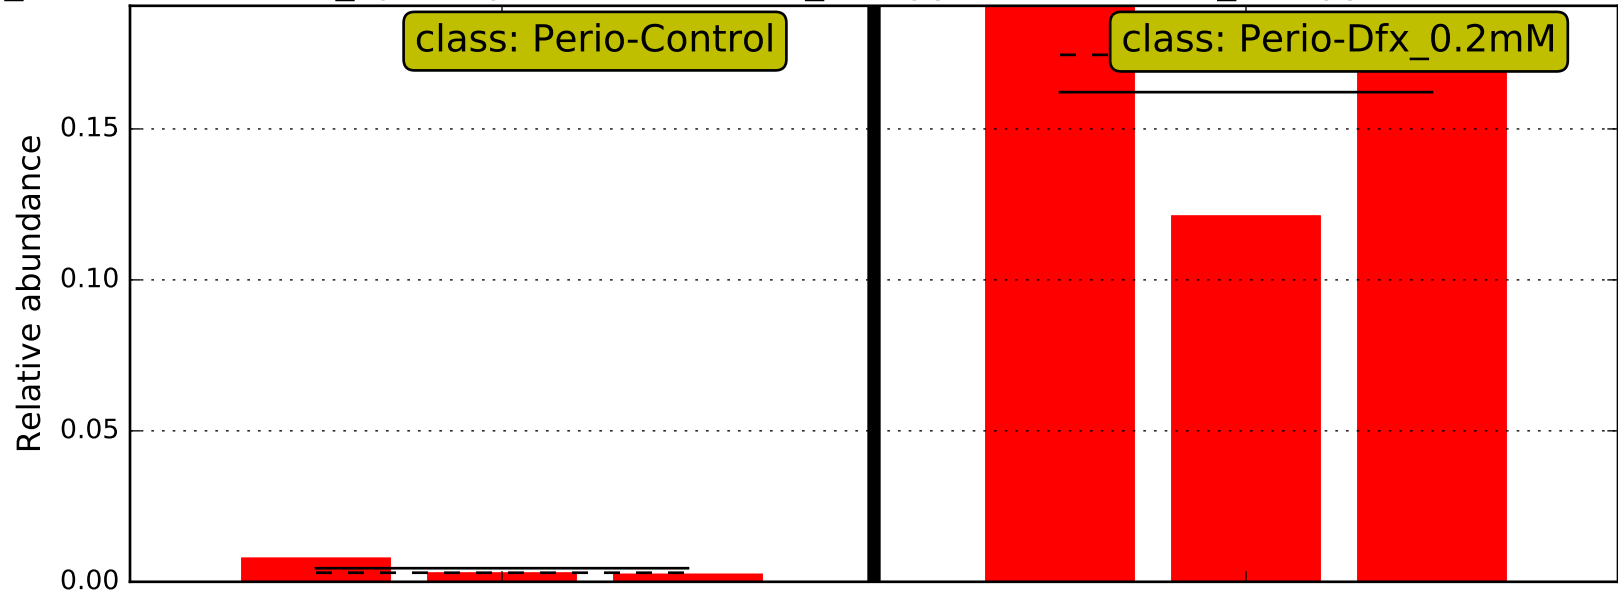 class: Perio-Control
class: Perio-Dfx_0.2mM
Relative abundance
0.15
0.10
0.05
0.00